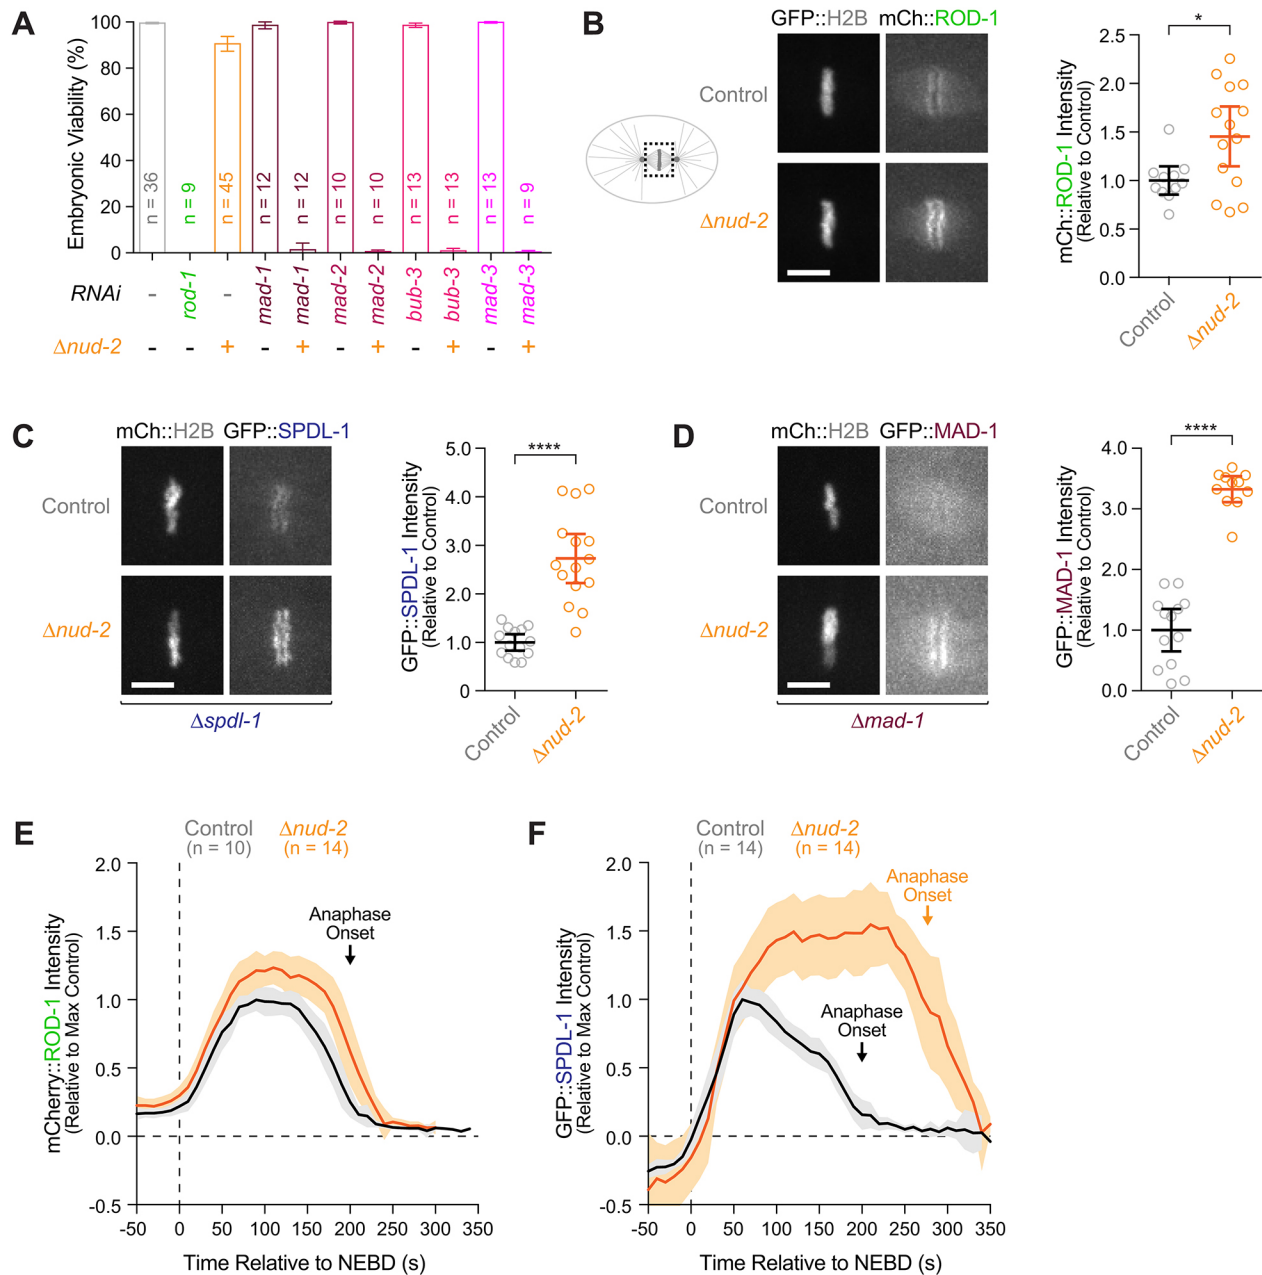 A
Embryonic Viability (%)
100
80
60
40
20
0
n = 36
n = 9
n = 45
n = 12
n = 12
n = 10
n = 10
n = 13
n = 13
n = 13
n = 9
RNAi
-
rod-1
-
mad-1
mad-1
mad-2
mad-2
bub-3
bub-3
mad-3
mad-3
Δnud-2
- - + - + - + - + - +
B
GFP::H2B mCh::ROD-1
Control
Δnud-2
mCh::ROD-1 Intensity
(Relative to Control)
*
2.5
2.0
1.5
1.0
0.5
0.0
Control
Δnud-2
C
mCh::H2B GFP::SPDL-1
Control
Δnud-2
Δspdl-1
GFP::SPDL-1 Intensity
(Relative to Control)
****
5.0
4.0
3.0
2.0
1.0
0
Control
Δnud-2
D
mCh::H2B GFP::MAD-1
Control
Δnud-2
Δmad-1
GFP::MAD-1 Intensity
(Relative to Control)
****
4.0
3.0
2.0
1.0
0.0
Control
Δnud-2
E
Control Δnud-2
(n = 10) (n = 14)
mCherry::ROD-1 Intensity
(Relative to Max Control)
2.0
1.5
1.0
0.5
0.0
-0.5
Anaphase
Onset
-50 0 50 100 150 200 250 300 350
Time Relative to NEBD (s)
F
Control Δnud-2
(n = 14) (n = 14)
GFP::SPDL-1 Intensity
(Relative to Max Control)
2.0
1.5
1.0
0.5
0.0
-0.5
Anaphase
Onset
Anaphase
Onset
-50 0 50 100 150 200 250 300 350
Time Relative to NEBD (s)